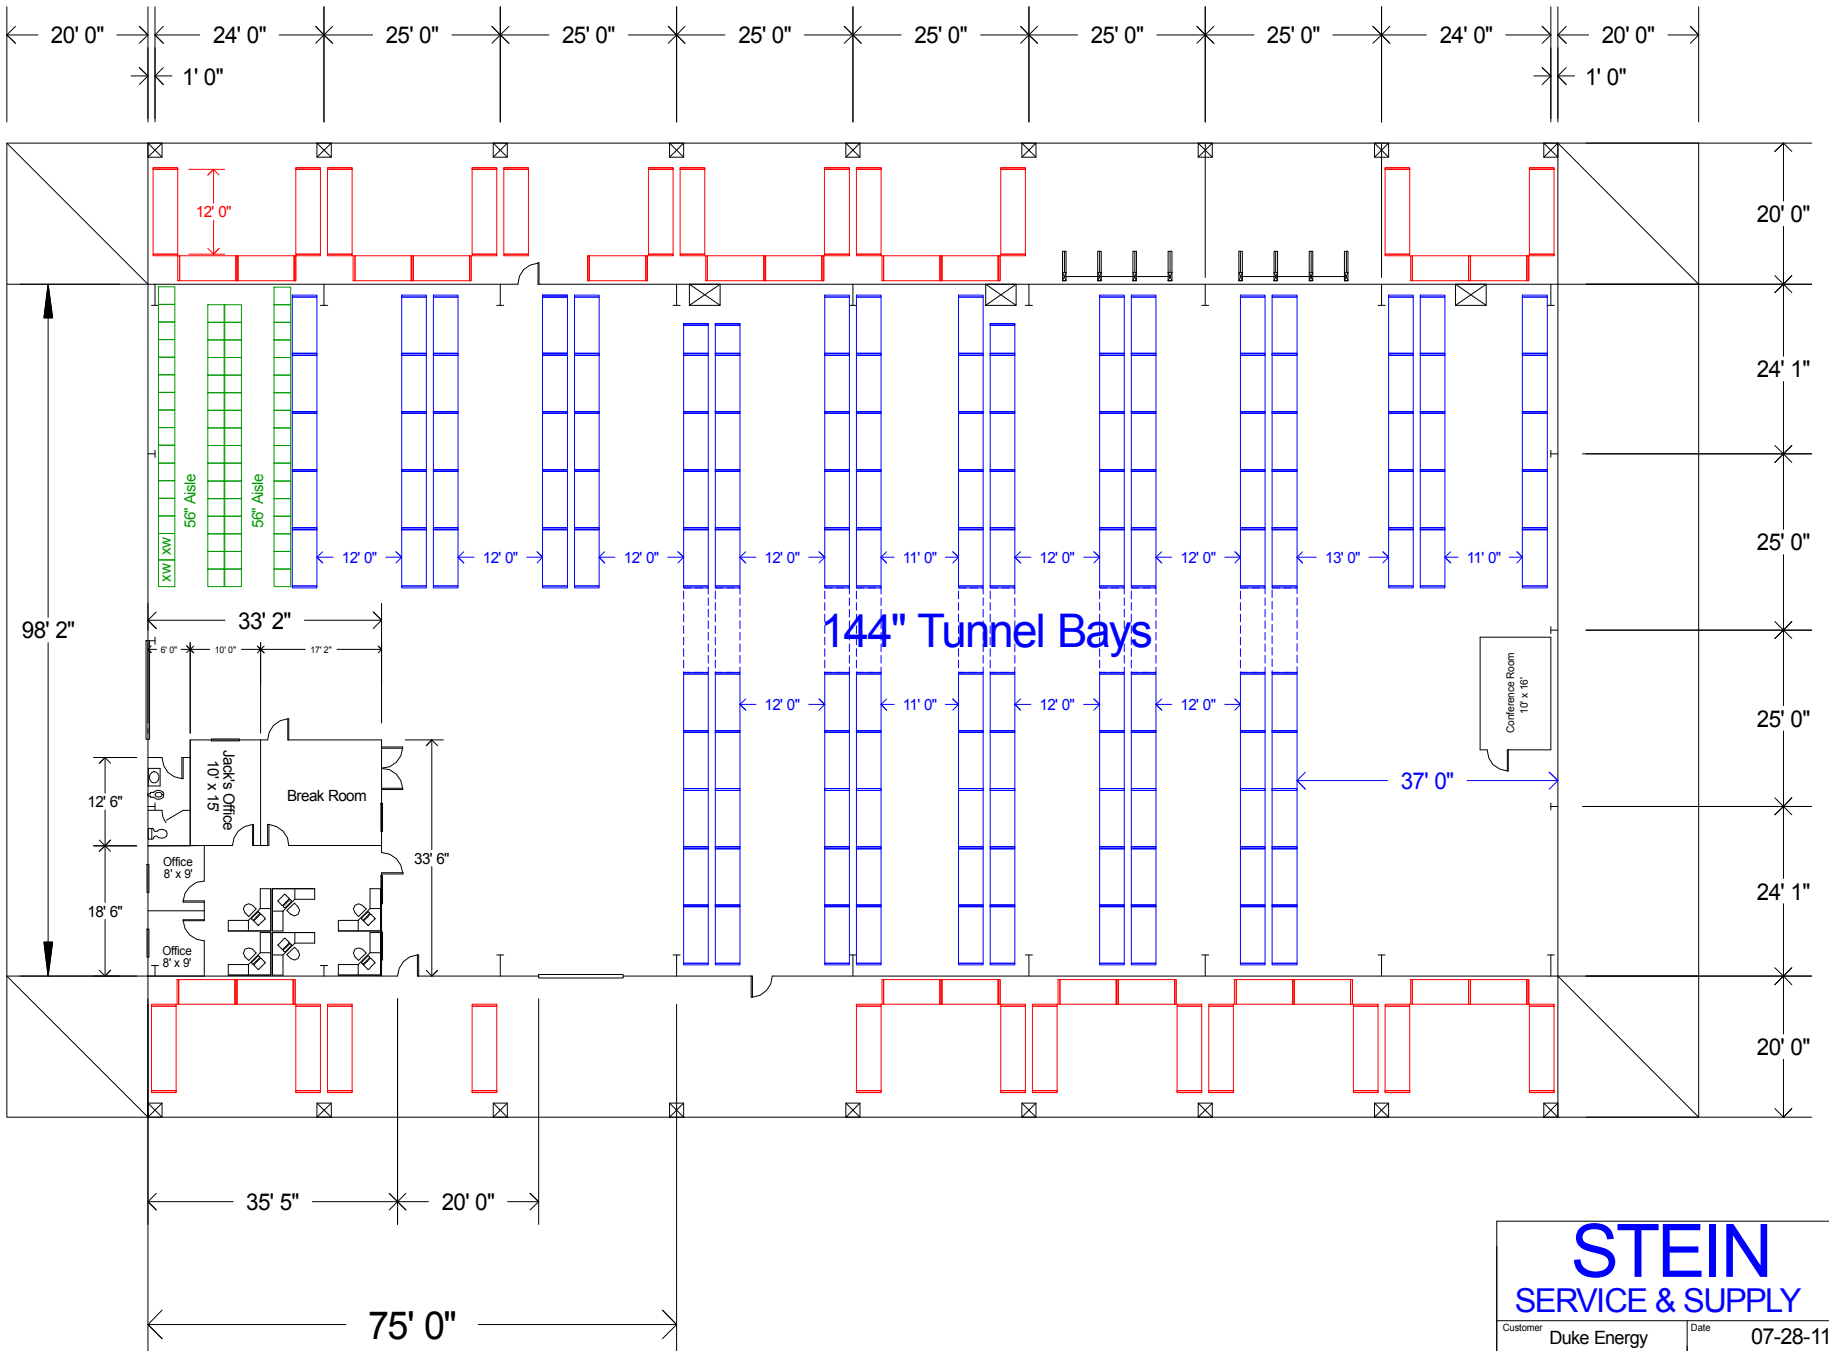 20' 0" 24' 0" 25' 0" 25' 0" 25' 0" 25' 0" 25' 0" 25' 0" 24' 0" 20' 0"
1' 0" 1' 0"
12' 0"
20' 0"
24' 1"
56" Aisle
56" Aisle
XW
XW
12' 0" 12' 0" 12' 0" 12' 0" 11' 0" 12' 0" 12' 0" 13' 0" 11' 0"
25' 0"
98' 2"
33' 2"
144" Tunnel Bays
6' 0" 10' 0" 17' 2"
Conference Room
10' x 16'
12' 0" 11' 0" 12' 0" 12' 0"
25' 0"
37' 0"
Jack's Office
10' x 15'
Break Room
12' 6"
33' 6"
Office
8' x 9'
24' 1"
18' 6"
Office
8' x 9'
20' 0"
35' 5" 20' 0"
75' 0"
STEIN
SERVICE & SUPPLY
Customer Duke Energy Date 07-28-11